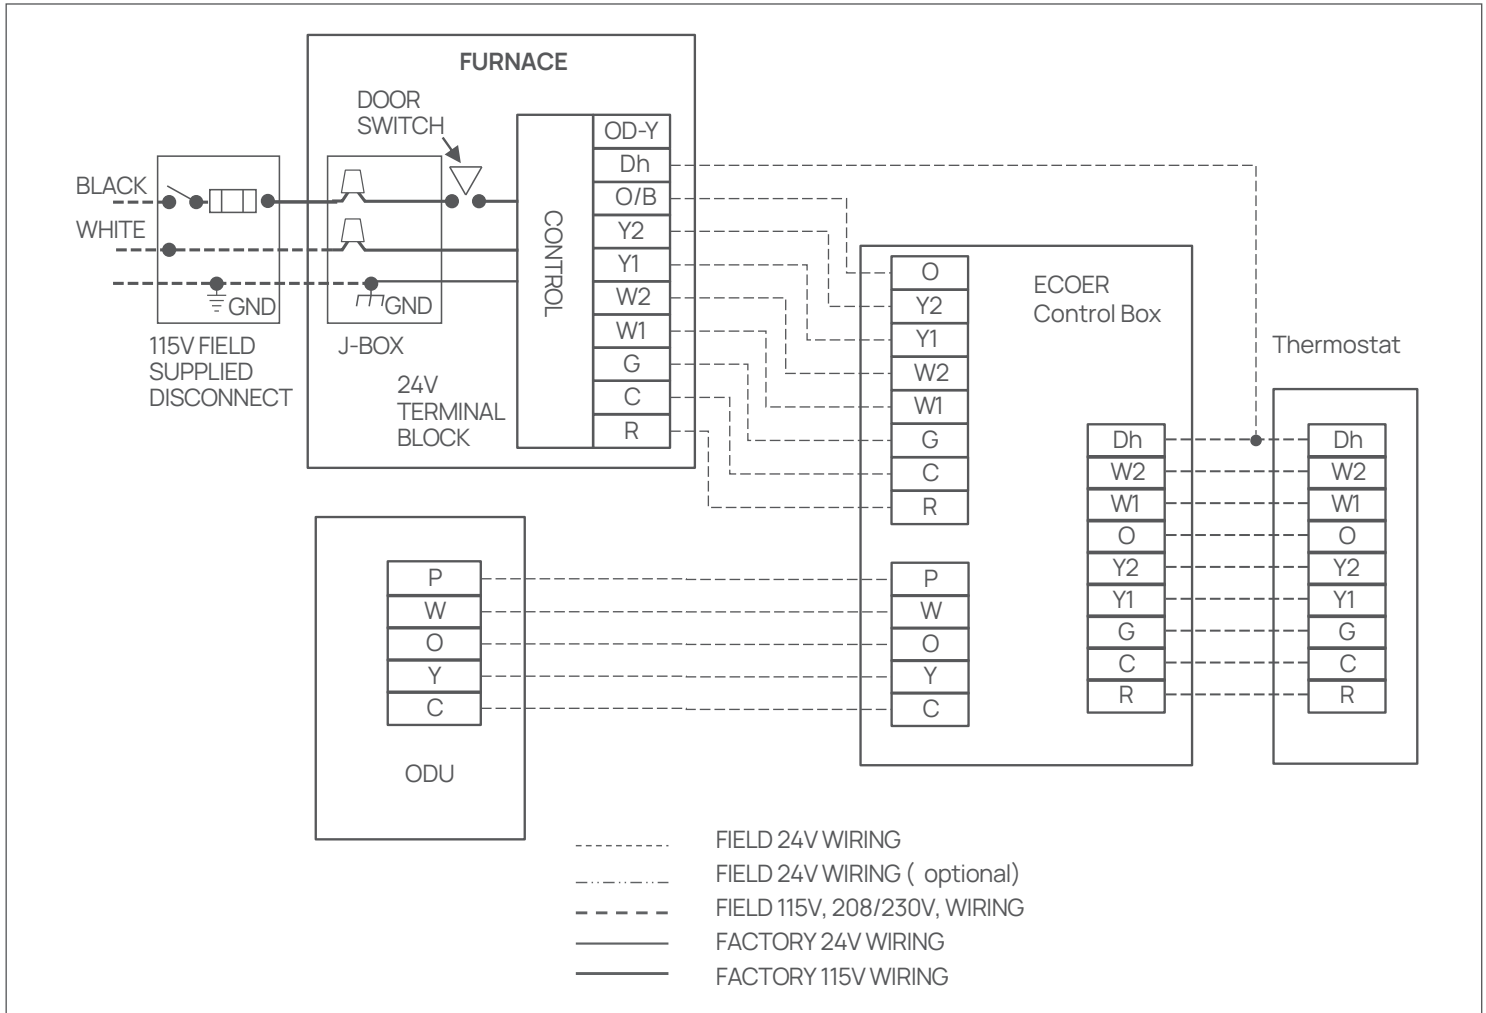 FURNACE
DOOR
SWITCH
BLACK
WHITE
GND
GND
115V FIELD
SUPPLIED
DISCONNECT
J-BOX
24V
TERMINAL
BLOCK
CONTROL
OD-Y
Dh
O/B
Y2
Y1
W2
W1
G
C
R
O
Y2
Y1
W2
W1
G
C
R
ECOER
Control Box
Thermostat
Dh
W2
W1
O
Y2
Y1
G
C
R
Dh
W2
W1
O
Y2
Y1
G
C
R
P
W
O
Y
C
ODU
P
W
O
Y
C
FIELD 24V WIRING
FIELD 24V WIRING ( optional)
FIELD 115V, 208/230V, WIRING
FACTORY 24V WIRING
FACTORY 115V WIRING